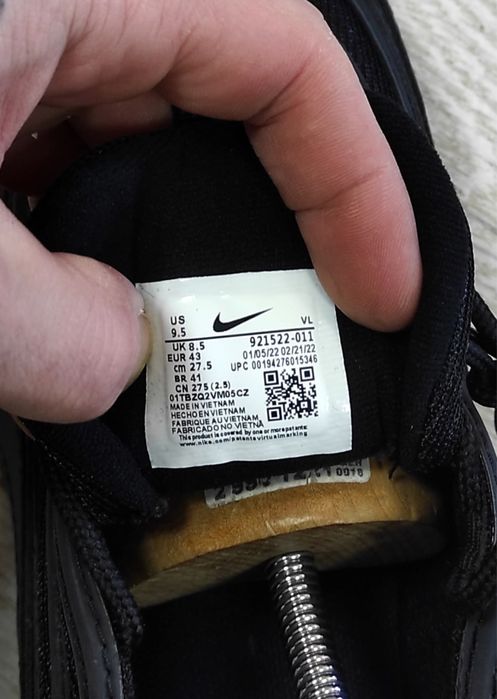 US VL
9.5
UK 8.5 921522-011
EUR 43 01/05/22 02/21/22
cm 27.5 UPC 00194276015346
BR 41
CN 275 (2.5)
01TBZQ2VM05CZ
MADE IN VIETNAM
HECHO EN VIETNAM
FABRIQUE AU VIETNAM
FABRICADO NO VIETNA
This product is covered by one or more patents:
www.nike.com/patents virtual marking
0018